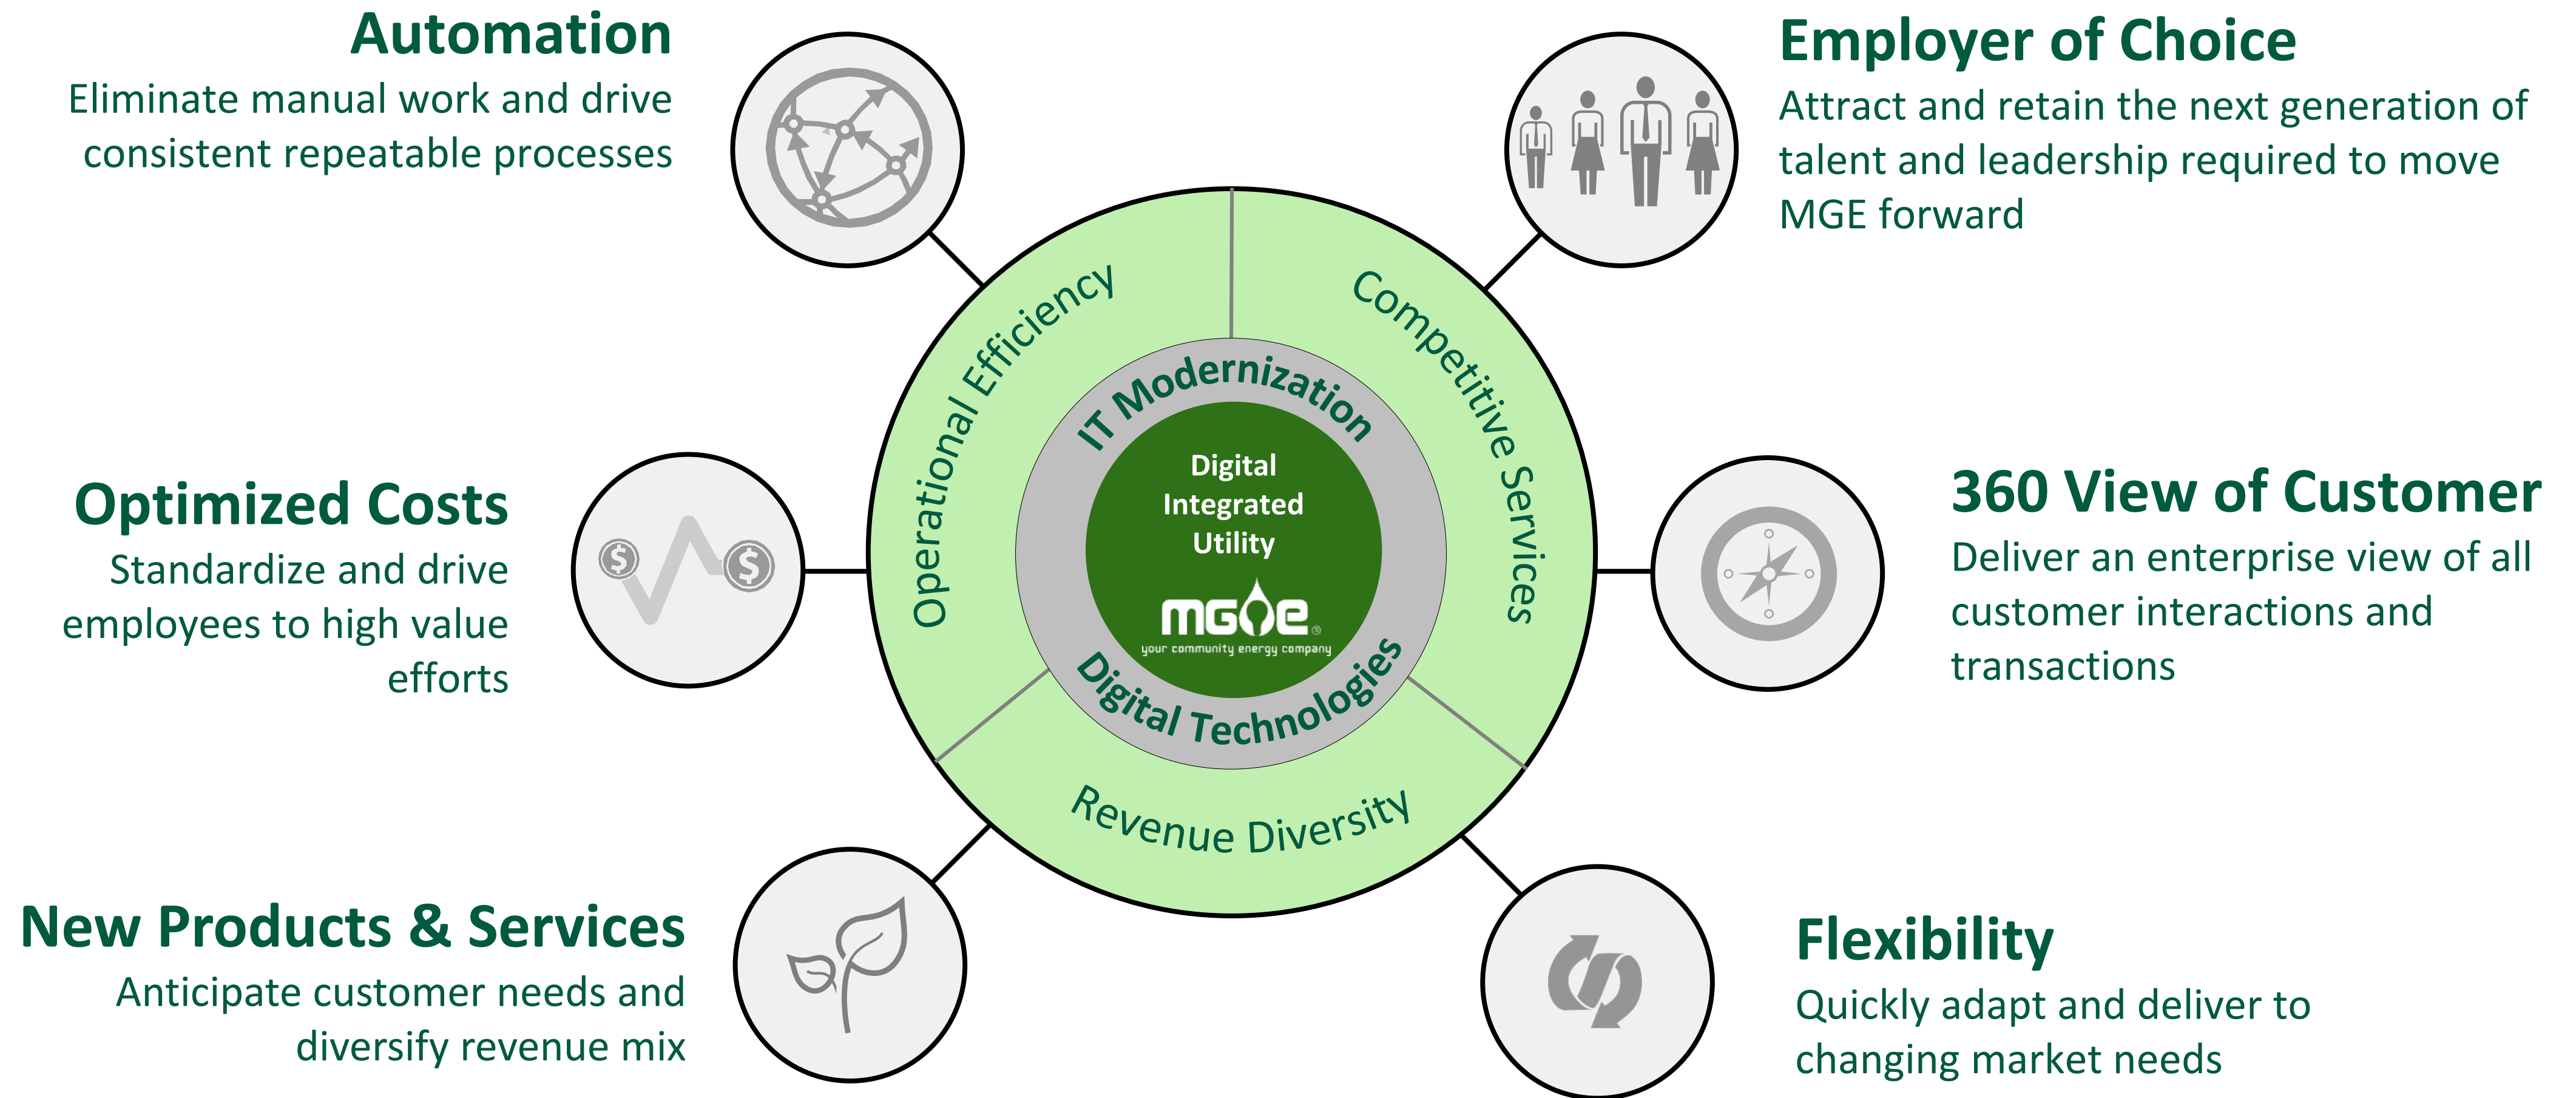 Automation
Eliminate manual work and drive
consistent repeatable processes
Employer of Choice
Attract and retain the next generation of
talent and leadership required to move
MGE forward
Optimized Costs
Standardize and drive
employees to high value
efforts
360 View of Customer
Deliver an enterprise view of all
customer interactions and
transactions
New Products & Services
Anticipate customer needs and
diversify revenue mix
Flexibility
Quickly adapt and deliver to
changing market needs
Operational Efficiency
Competitive Services
Revenue Diversity
IT Modernization
Digital Technologies
Digital
Integrated
Utility
mge®
your community energy company
$ $